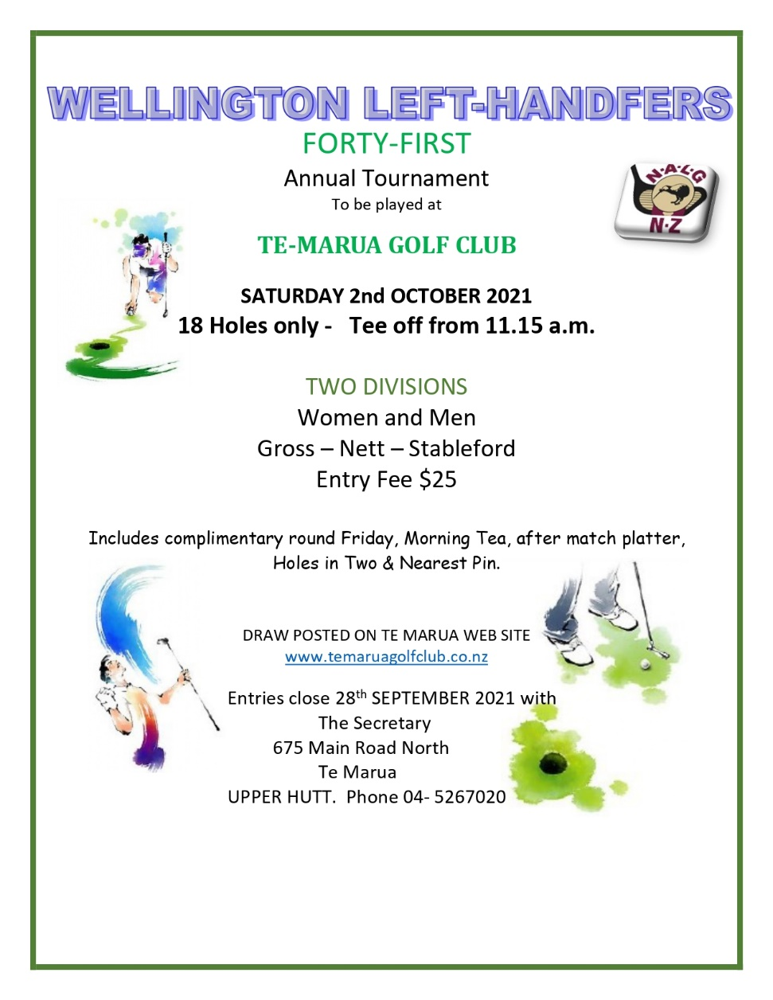 WELLINGTON LEFT-HANDFERS
FORTY-FIRST
Annual Tournament
To be played at
N·A·L·G
N·Z
TE-MARUA GOLF CLUB
SATURDAY 2nd OCTOBER 2021
18 Holes only -   Tee off from 11.15 a.m.
TWO DIVISIONS
Women and Men
Gross – Nett – Stableford
Entry Fee $25
Includes complimentary round Friday, Morning Tea, after match platter,
Holes in Two & Nearest Pin.
DRAW POSTED ON TE MARUA WEB SITE
www.temaruagolfclub.co.nz
Entries close 28th SEPTEMBER 2021 with
The Secretary
675 Main Road North
Te Marua
UPPER HUTT.  Phone 04- 5267020